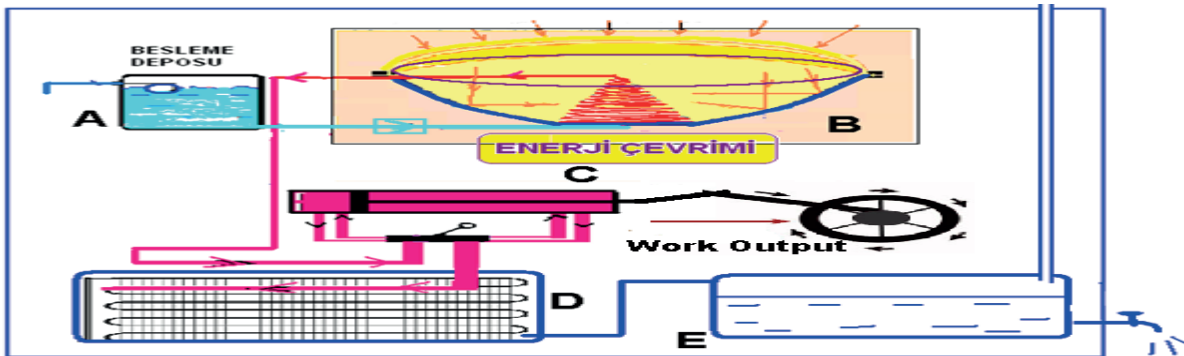 BESLEME
DEPOSU
A
B
ENERJİ ÇEVRİMİ
C
Work Output
D
E